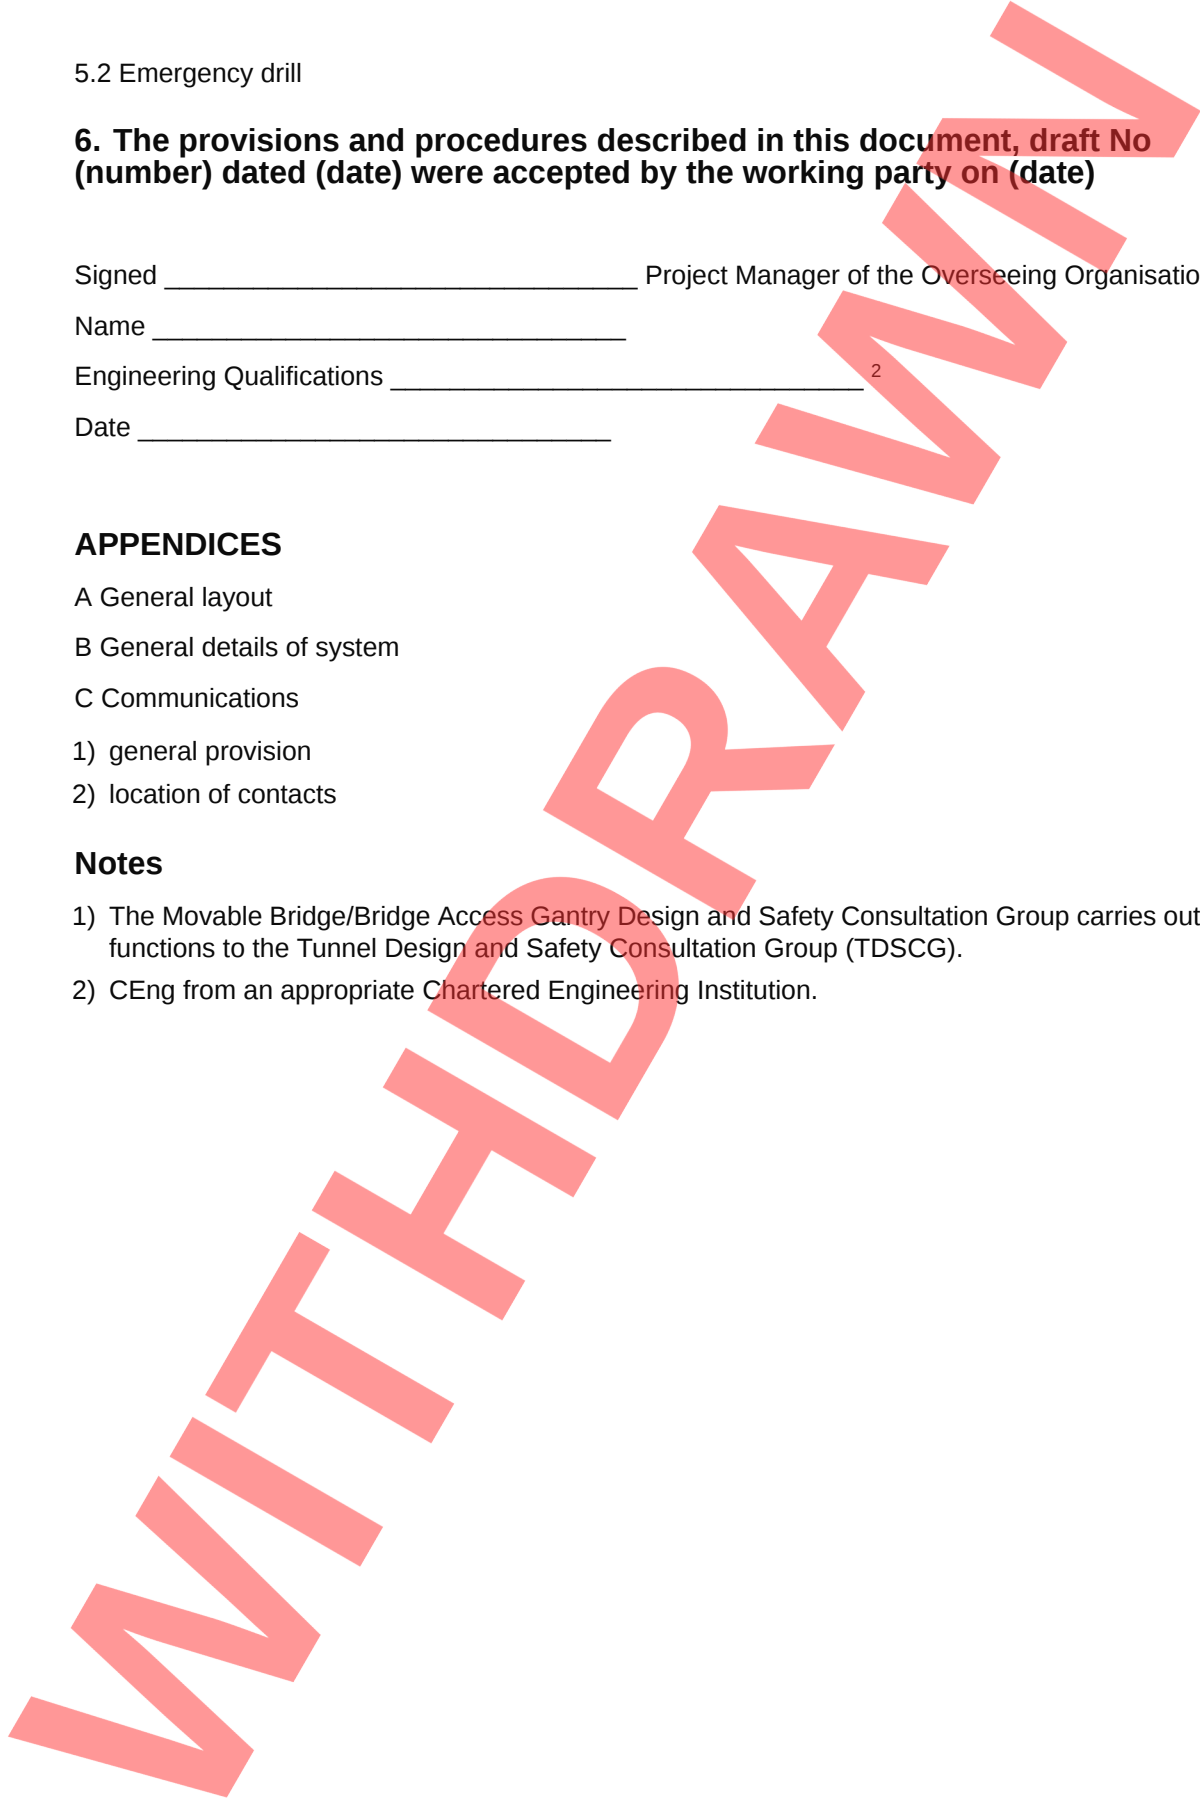 5.2 Emergency drill
6. The provisions and procedures described in this document, draft No
(number) dated (date) were accepted by the working party on (date)
Signed ________________________________ Project Manager of the Overseeing Organisatio
Name ________________________________
Engineering Qualifications ________________________________ 2
Date ________________________________
APPENDICES
A General layout
B General details of system
C Communications
1) general provision
2) location of contacts
Notes
1) The Movable Bridge/Bridge Access Gantry Design and Safety Consultation Group carries out
functions to the Tunnel Design and Safety Consultation Group (TDSCG).
2) CEng from an appropriate Chartered Engineering Institution.
WITHDRAWN